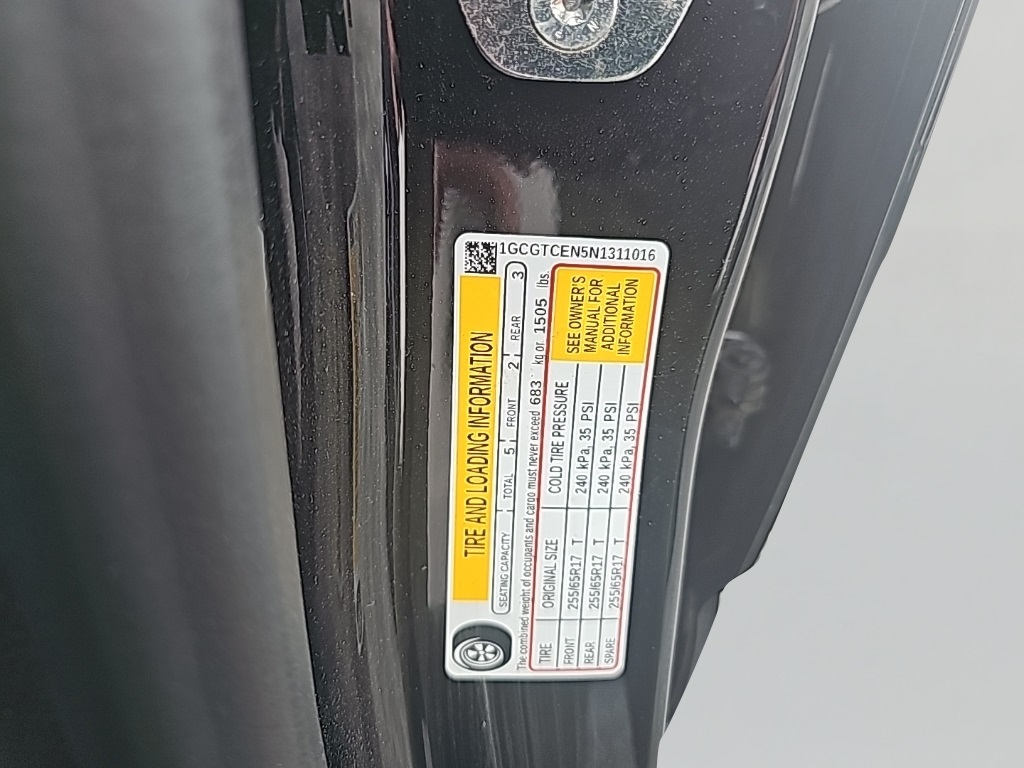 1GCGTCEN5N1311016
TIRE AND LOADING INFORMATION
SEATING CAPACITY TOTAL 5 FRONT 2 REAR 3
The combined weight of occupants and cargo must never exceed 683 kg or 1505 lbs.
TIRE ORIGINAL SIZE COLD TIRE PRESSURE
FRONT 255/65R17 T 240 kPa, 35 PSI
REAR 255/65R17 T 240 kPa, 35 PSI
SPARE 255/65R17 T 240 kPa, 35 PSI
SEE OWNER'S
MANUAL FOR
ADDITIONAL
INFORMATION